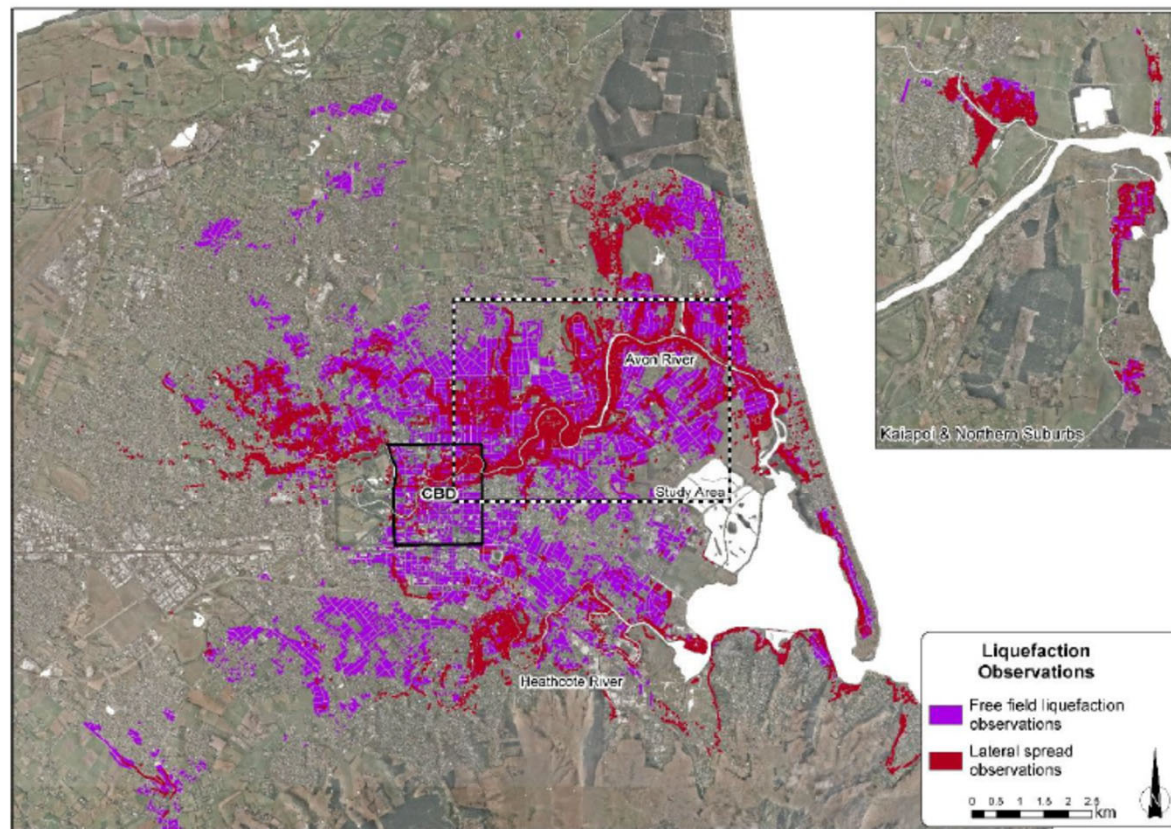 Avon River
CBD
Study Area
Heathcote River
Kaiapoi & Northern Suburbs
Liquefaction
Observations
Free field liquefaction
observations
Lateral spread
observations
0 0.5 1 1.5 2 2.5
km
N